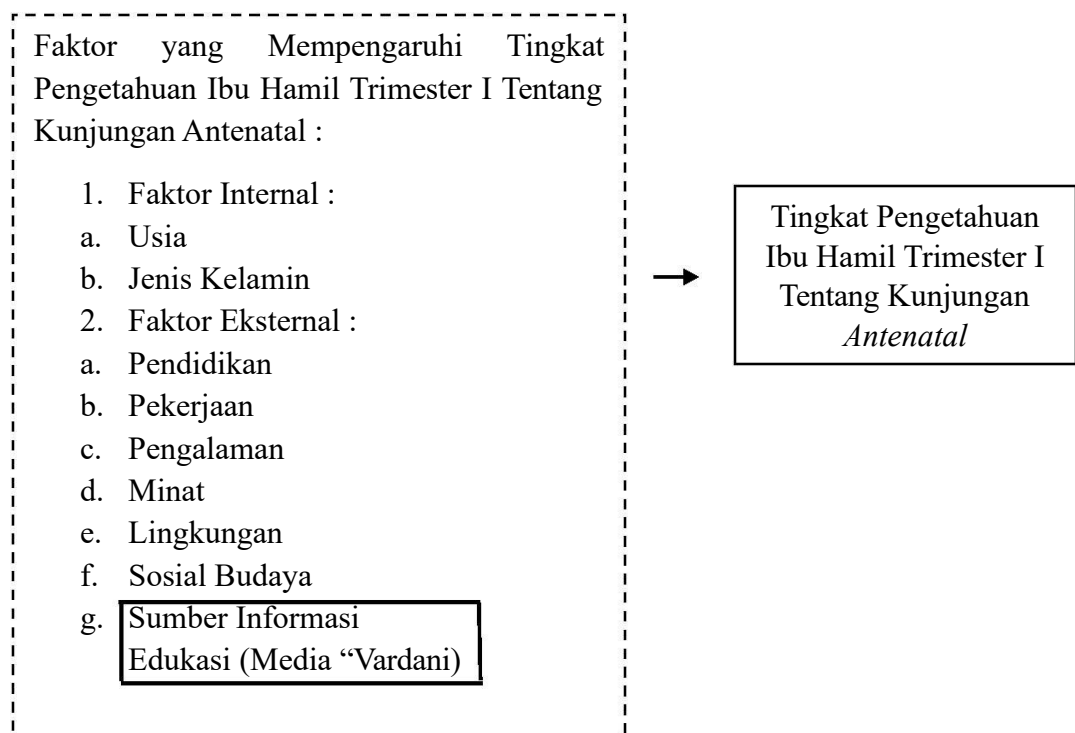 Faktor yang Mempengaruhi Tingkat
Pengetahuan Ibu Hamil Trimester I Tentang
Kunjungan Antenatal :
1. Faktor Internal :
a. Usia
b. Jenis Kelamin
2. Faktor Eksternal :
a. Pendidikan
b. Pekerjaan
c. Pengalaman
d. Minat
e. Lingkungan
f. Sosial Budaya
g. Sumber Informasi
Edukasi (Media “Vardani)
Tingkat Pengetahuan
Ibu Hamil Trimester I
Tentang Kunjungan
Antenatal